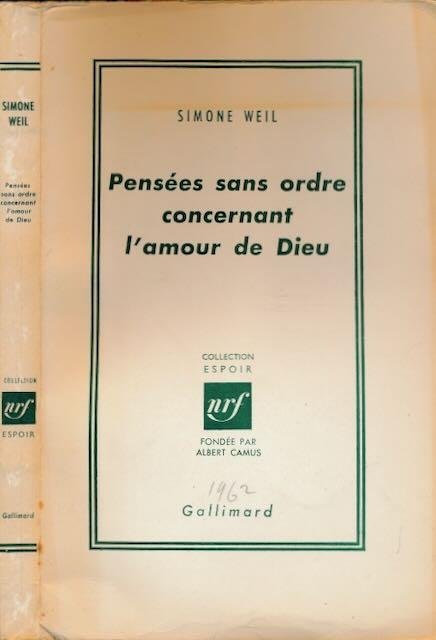 SIMONE
WEIL
Pensées
sans ordre
concernant
l'amour
de Dieu
COLLECTION
nrf
ESPOIR
Gallimard
SIMONE WEIL
Pensées sans ordre
concernant
l'amour de Dieu
COLLECTION
ESPOIR
nrf
FONDÉE PAR
ALBERT CAMUS
1962
Gallimard